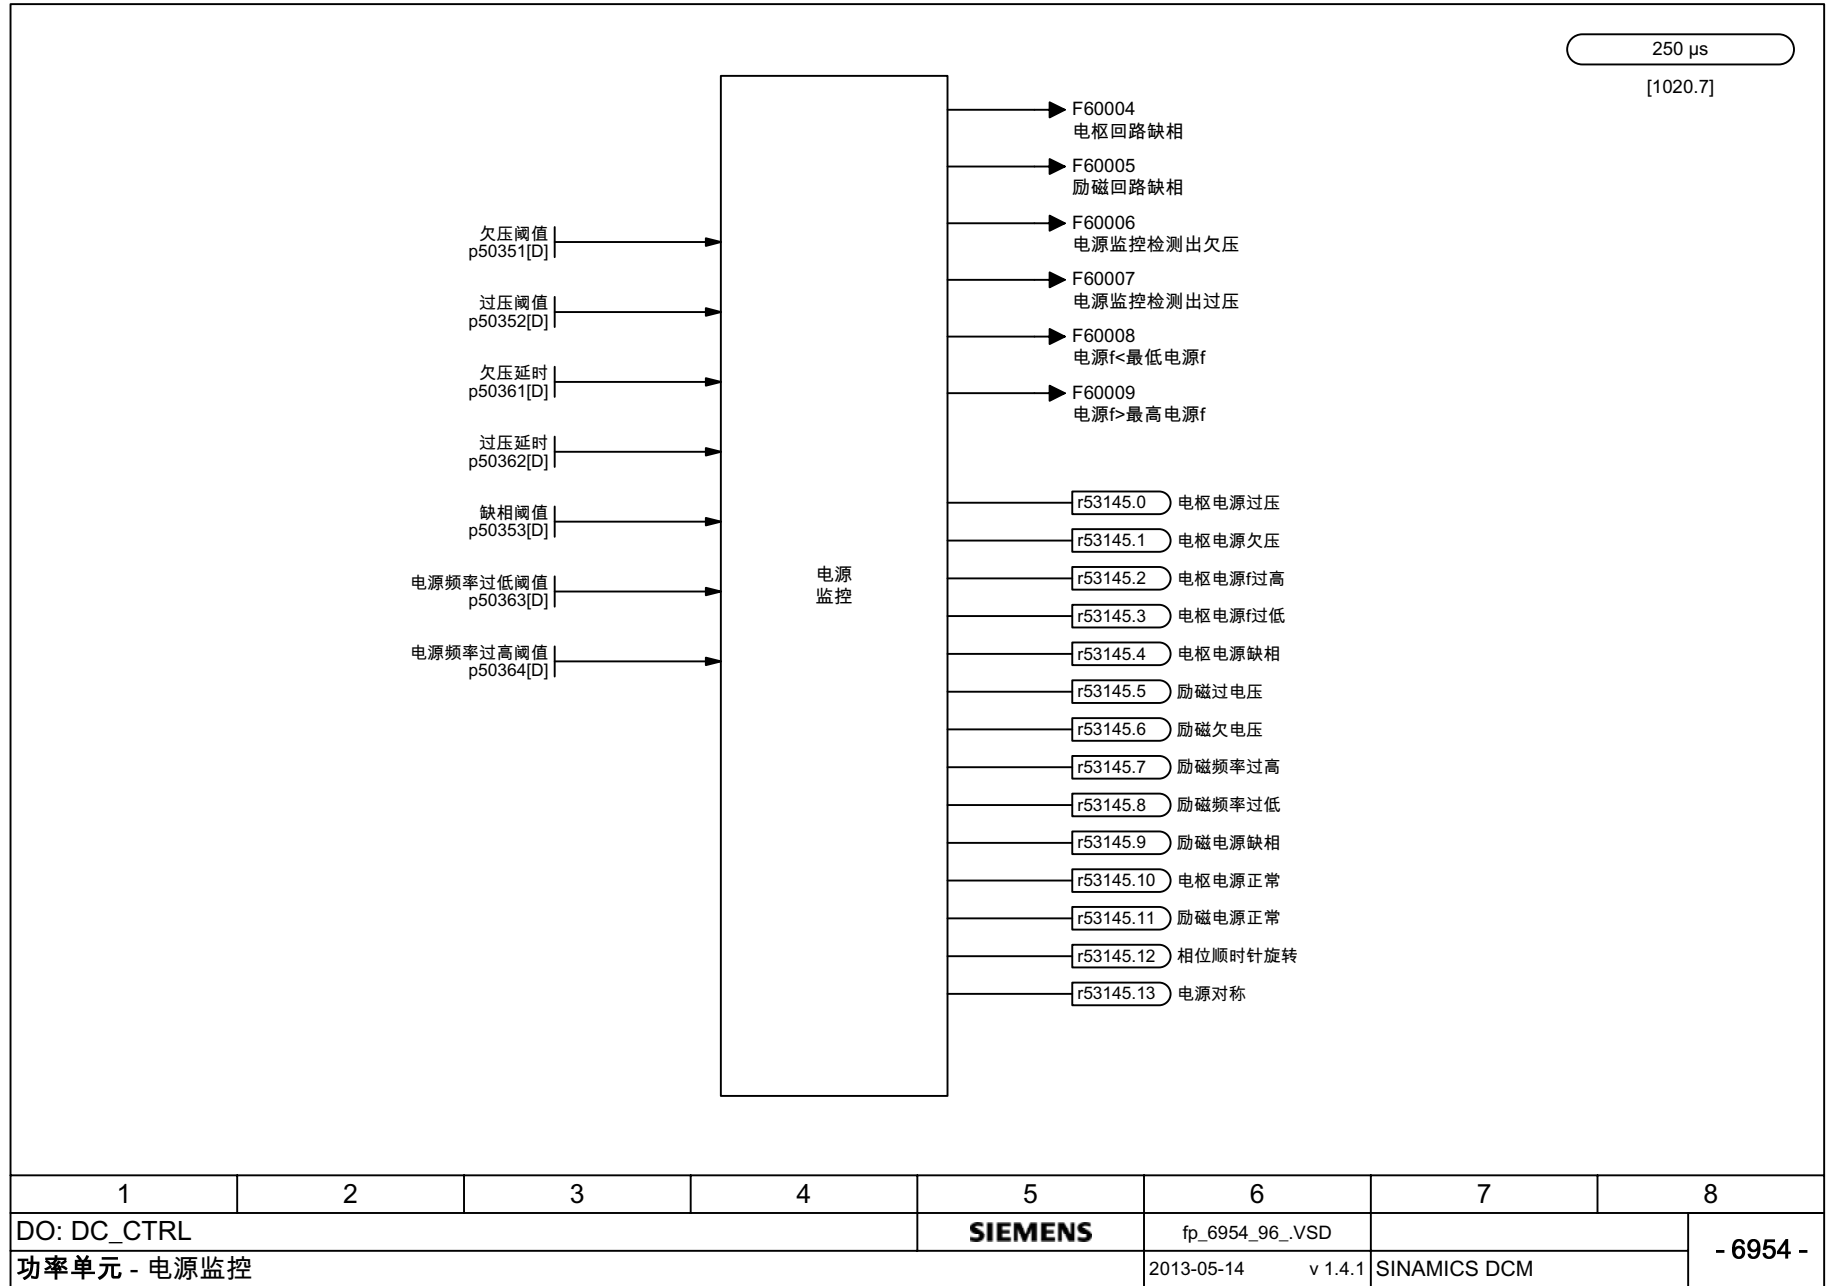 250 µs
[1020.7]
F60004
电枢回路缺相
F60005
励磁回路缺相
F60006
电源监控检测出欠压
F60007
电源监控检测出过压
F60008
电源f<最低电源f
F60009
电源f>最高电源f
欠压阈值
p50351[D]
过压阈值
p50352[D]
欠压延时
p50361[D]
过压延时
p50362[D]
缺相阈值
p50353[D]
电源频率过低阈值
p50363[D]
电源频率过高阈值
p50364[D]
电源
监控
r53145.0 电枢电源过压
r53145.1 电枢电源欠压
r53145.2 电枢电源f过高
r53145.3 电枢电源f过低
r53145.4 电枢电源缺相
r53145.5 励磁过电压
r53145.6 励磁欠电压
r53145.7 励磁频率过高
r53145.8 励磁频率过低
r53145.9 励磁电源缺相
r53145.10 电枢电源正常
r53145.11 励磁电源正常
r53145.12 相位顺时针旋转
r53145.13 电源对称
1 2 3 4 5 6 7 8
DO: DC_CTRL SIEMENS fp_6954_96_.VSD
功率单元 - 电源监控 2013-05-14 v 1.4.1 SINAMICS DCM
- 6954 -